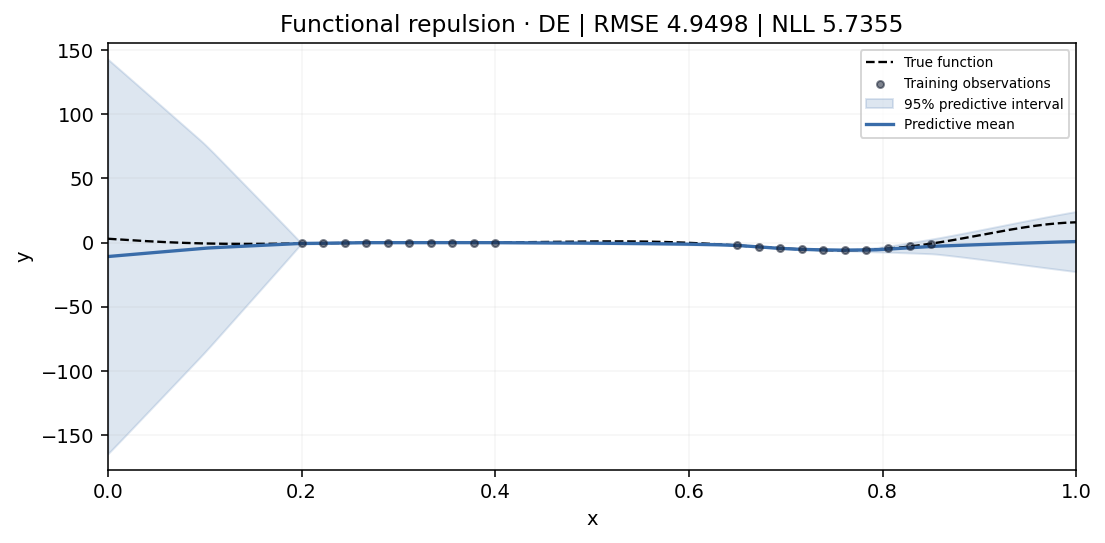 Functional repulsion · DE | RMSE 4.9498 | NLL 5.7355
True function
Training observations
95% predictive interval
Predictive mean
y
150
100
50
0
−50
−100
−150
0.0 0.2 0.4 0.6 0.8 1.0
x